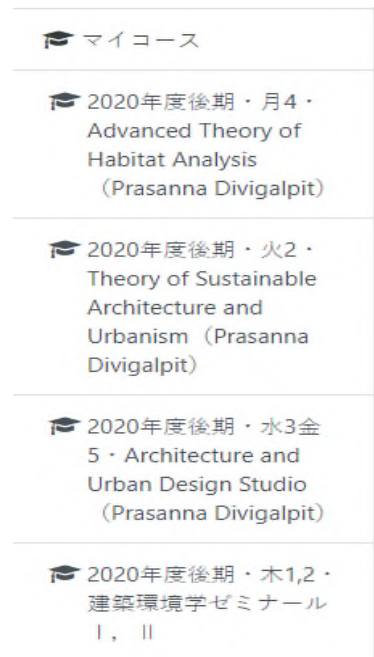 マイコース
2020年度後期・月4・
Advanced Theory of
Habitat Analysis
（Prasanna Divigalpit）
2020年度後期・火2・
Theory of Sustainable
Architecture and
Urbanism（Prasanna
Divigalpit）
2020年度後期・水3金
5・Architecture and
Urban Design Studio
（Prasanna Divigalpit）
2020年度後期・木1,2・
建築環境学ゼミナール
Ⅰ，Ⅱ